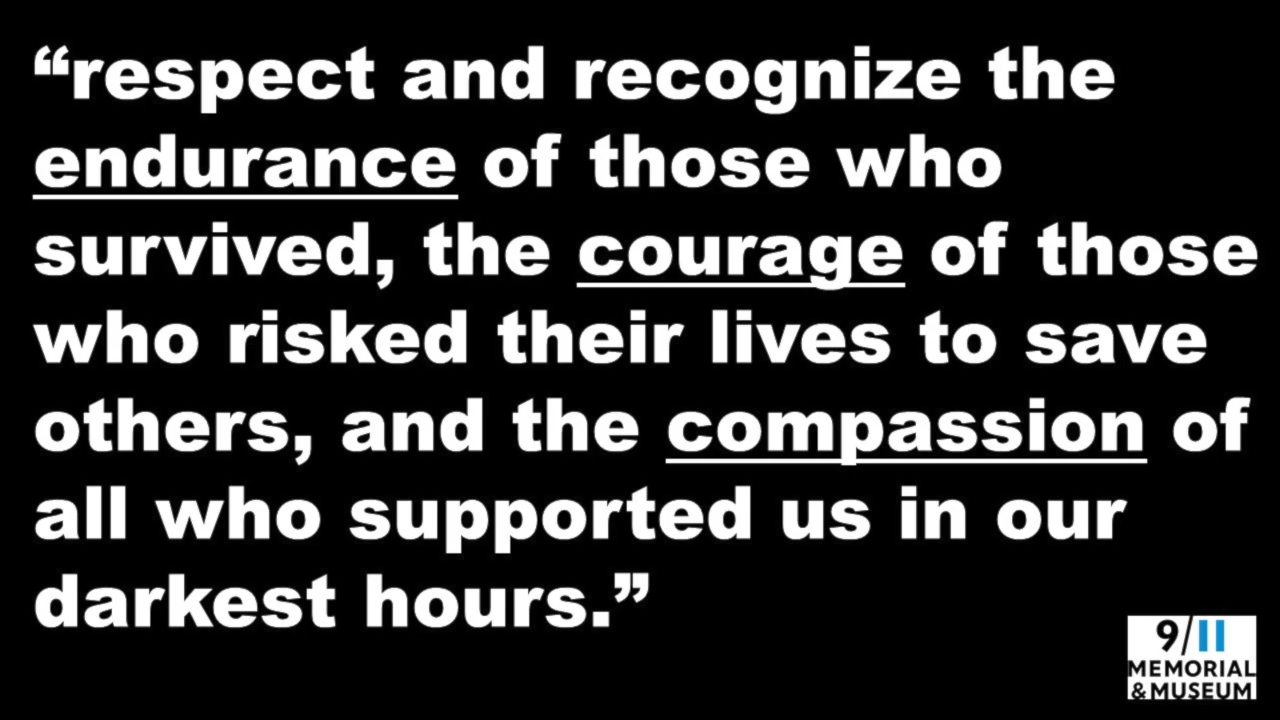 “respect and recognize the
endurance of those who
survived, the courage of those
who risked their lives to save
others, and the compassion of
all who supported us in our
darkest hours.”
9/11
MEMORIAL
& MUSEUM